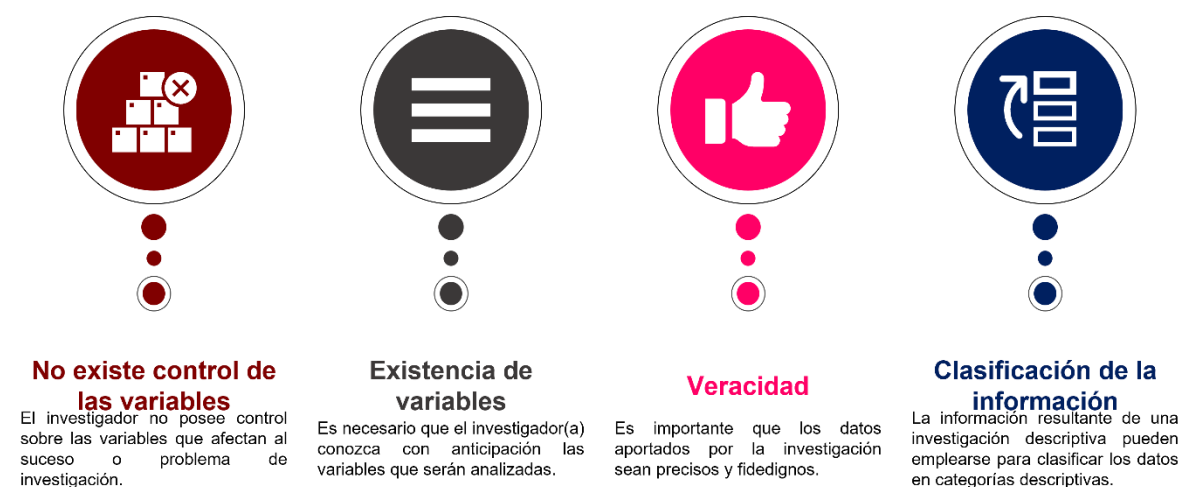 No existe control de
las variables
El investigador no posee control
sobre las variables que afectan al
suceso o problema de
investigación.
Existencia de
variables
Es necesario que el investigador(a)
conozca con anticipación las
variables que serán analizadas.
Veracidad
Es importante que los datos
aportados por la investigación
sean precisos y fidedignos.
Clasificación de la
información
La información resultante de una
investigación descriptiva pueden
emplearse para clasificar los datos
en categorías descriptivas.